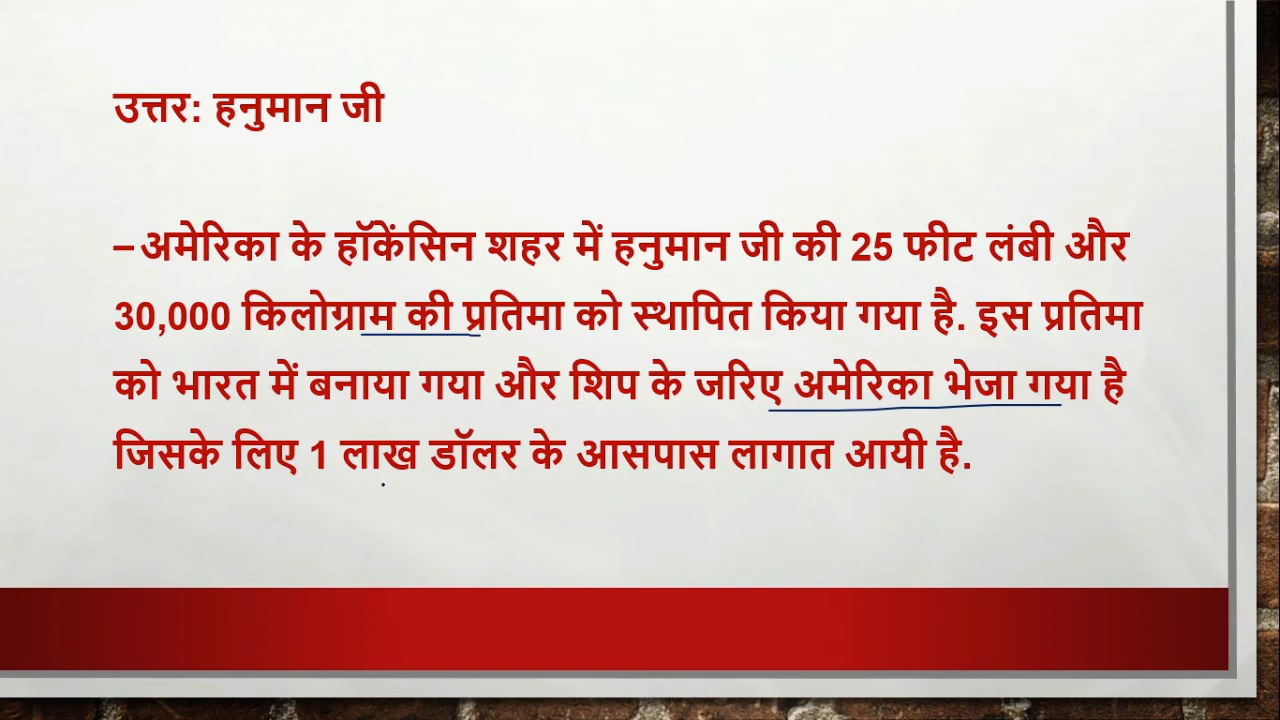 उत्तर: हनुमान जी
– अमेरिका के हॉकेंसिन शहर में हनुमान जी की 25 फीट लंबी और
30,000 किलोग्राम की प्रतिमा को स्थापित किया गया है. इस प्रतिमा
को भारत में बनाया गया और शिप के जरिए अमेरिका भेजा गया है
जिसके लिए 1 लाख डॉलर के आसपास लागात आयी है.